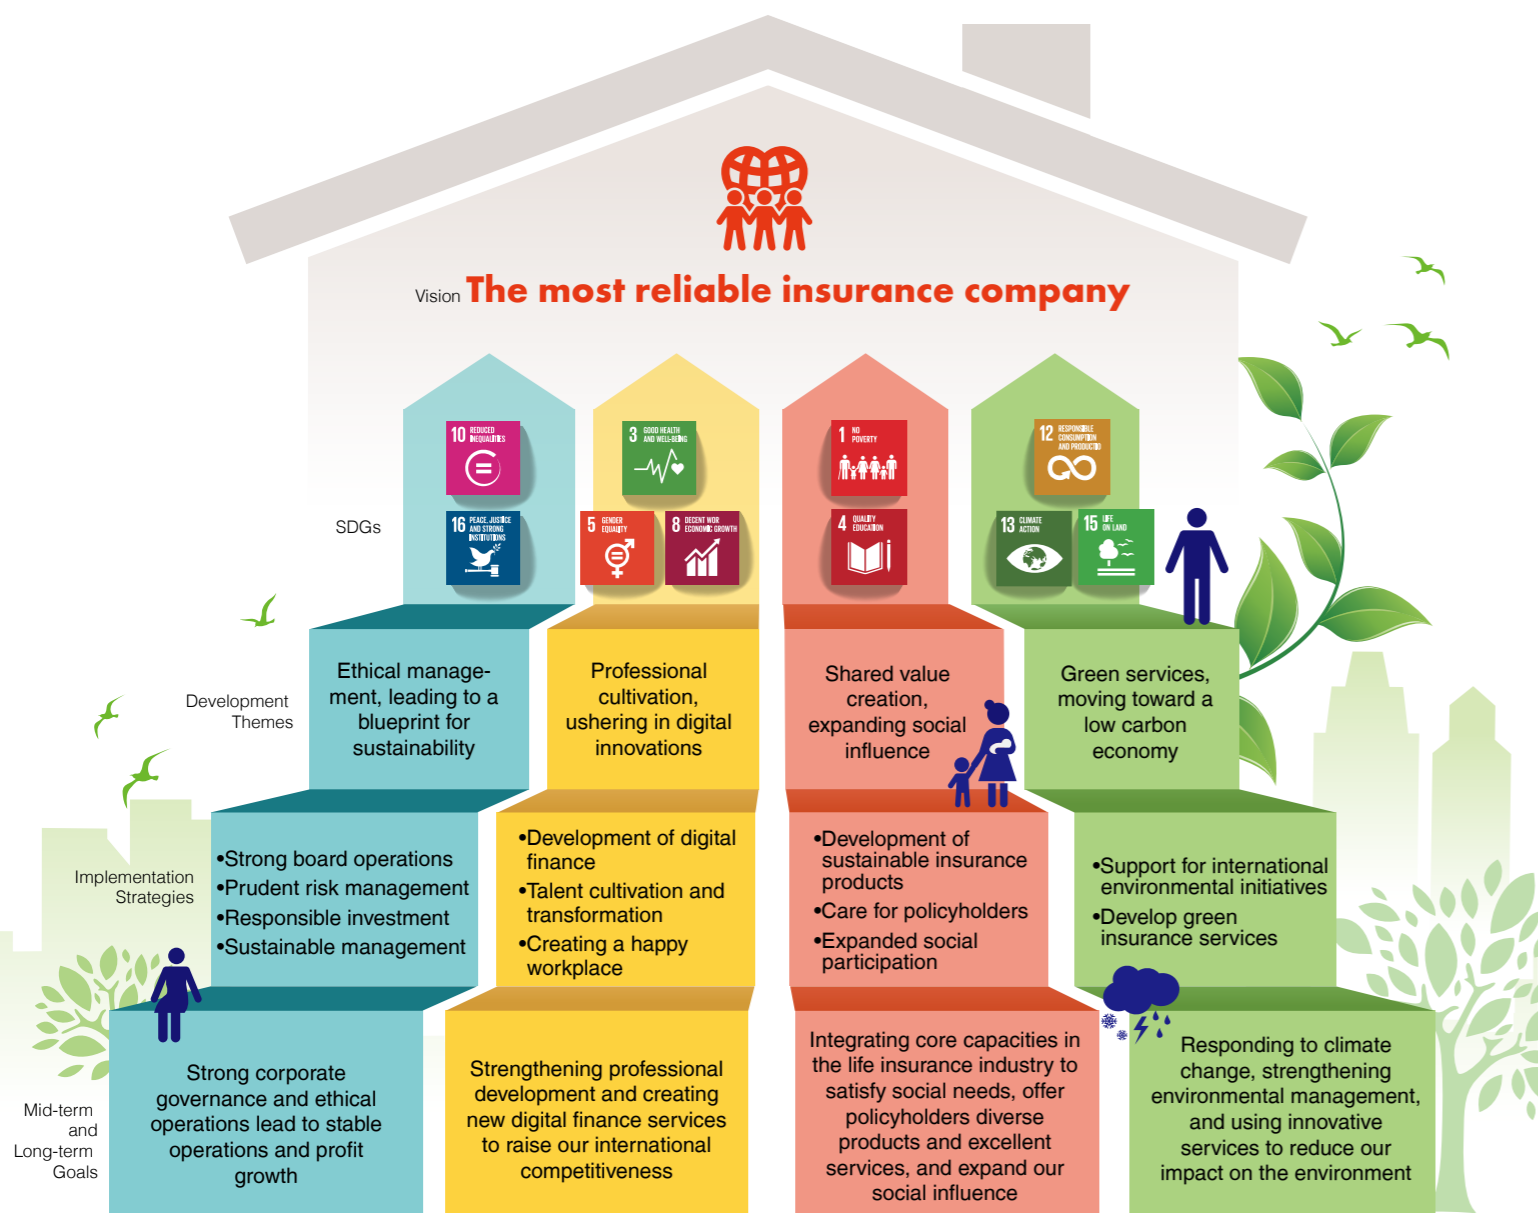 Vision The most reliable insurance company
SDGs
10 REDUCED
INEQUALITIES
16 PEACE, JUSTICE
AND STRONG
INSTITUTIONS
3 GOOD HEALTH
AND WELL-BEING
5 GENDER
EQUALITY
8 DECENT WOR
ECONOMIC GROWTH
1 NO
POVERTY
4 QUALITY
EDUCATION
12 RESPONSIBLE
CONSUMPTION
AND PRODUCTIO
13 CLIMATE
ACTION
15 LIFE
ON LAND
Development
Themes
Ethical manage-
ment, leading to a
blueprint for
sustainability
Professional
cultivation,
ushering in digital
innovations
Shared value
creation,
expanding social
influence
Green services,
moving toward a
low carbon
economy
Implementation
Strategies
•Strong board operations
•Prudent risk management
•Responsible investment
•Sustainable management
•Development of digital
finance
•Talent cultivation and
transformation
•Creating a happy
workplace
•Development of
sustainable insurance
products
•Care for policyholders
•Expanded social
participation
•Support for international
environmental initiatives
•Develop green
insurance services
Mid-term
and
Long-term
Goals
Strong corporate
governance and ethical
operations lead to stable
operations and profit
growth
Strengthening professional
development and creating
new digital finance services
to raise our international
competitiveness
Integrating core capacities in
the life insurance industry to
satisfy social needs, offer
policyholders diverse
products and excellent
services, and expand our
social influence
Responding to climate
change, strengthening
environmental management,
and using innovative
services to reduce our
impact on the environment